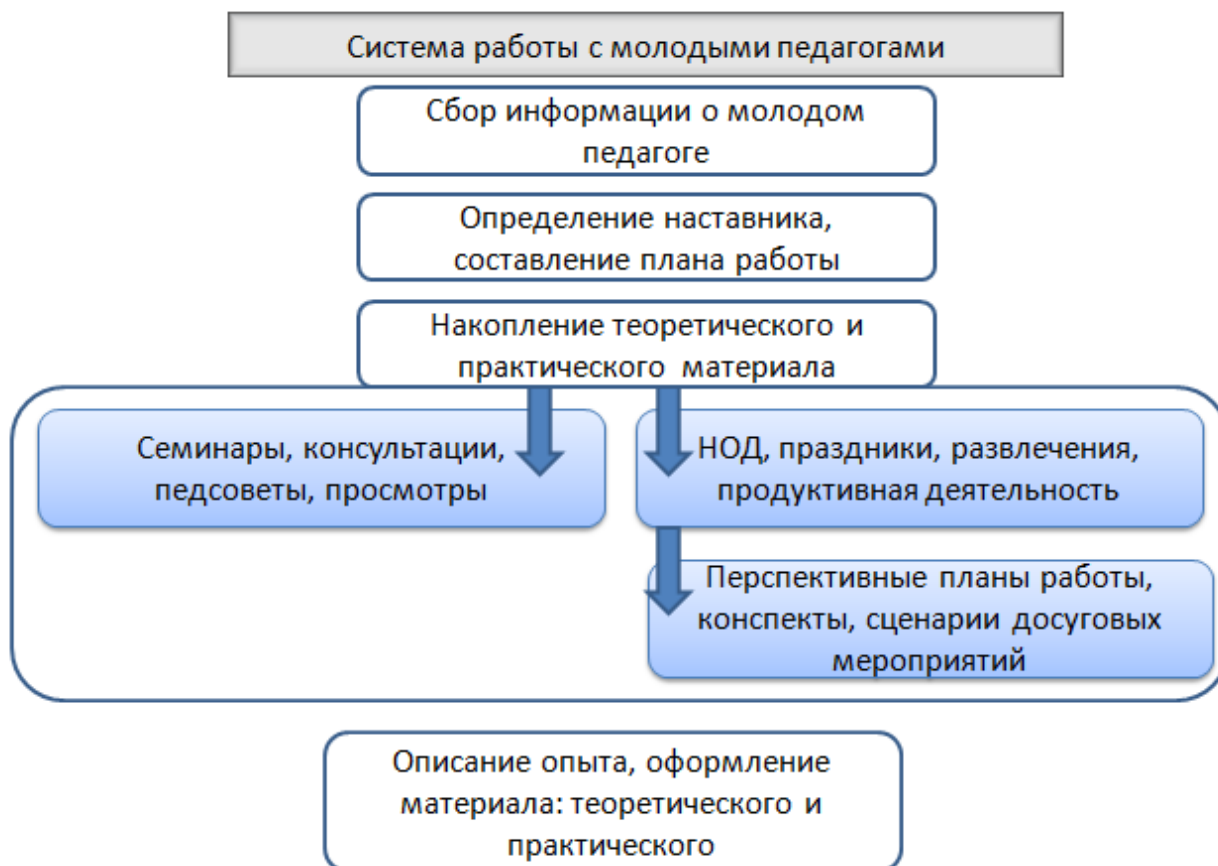 Система работы с молодыми педагогами
Сбор информации о молодом
педагоге
Определение наставника,
составление плана работы
Накопление теоретического и
практического материала
Семинары, консультации,
педсоветы, просмотры
НОД, праздники, развлечения,
продуктивная деятельность
Перспективные планы работы,
конспекты, сценарии досуговых
мероприятий
Описание опыта, оформление
материала: теоретического и
практического